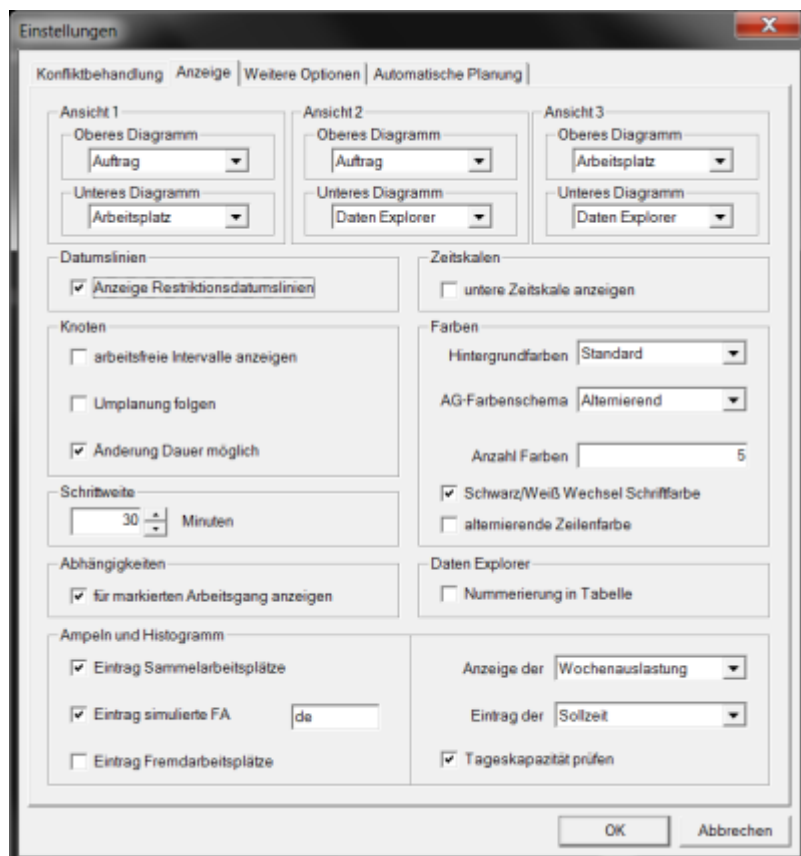 Einstellungen
Konfliktbehandlung Anzeige Weitere Optionen Automatische Planung
Ansicht 1 Ansicht 2 Ansicht 3
Oberes Diagramm Oberes Diagramm Oberes Diagramm
Auftrag Auftrag Arbeitsplatz
Unteres Diagramm Unteres Diagramm Unteres Diagramm
Arbeitsplatz Daten Explorer Daten Explorer
Datumslinien Zeitskalen
Anzeige Restriktionsdatumslinien untere Zeitskale anzeigen
Knoten Farben
arbeitsfreie Intervalle anzeigen Hintergrundfarben Standard
Umplanung folgen AG-Farbenschema Alternierend
Änderung Dauer möglich Anzahl Farben 5
Schrittweite Schwarz/Weiß Wechsel Schriftfarbe
30 Minuten alternierende Zeilenfarbe
Abhängigkeiten Daten Explorer
für markierten Arbeitsgang anzeigen Nummerierung in Tabelle
Ampeln und Histogramm
Eintrag Sammelarbeitsplätze Anzeige der Wochenauslastung
Eintrag simulierte FA de Eintrag der Sollzeit
Eintrag Fremdarbeitsplätze Tageskapazität prüfen
OK Abbrechen